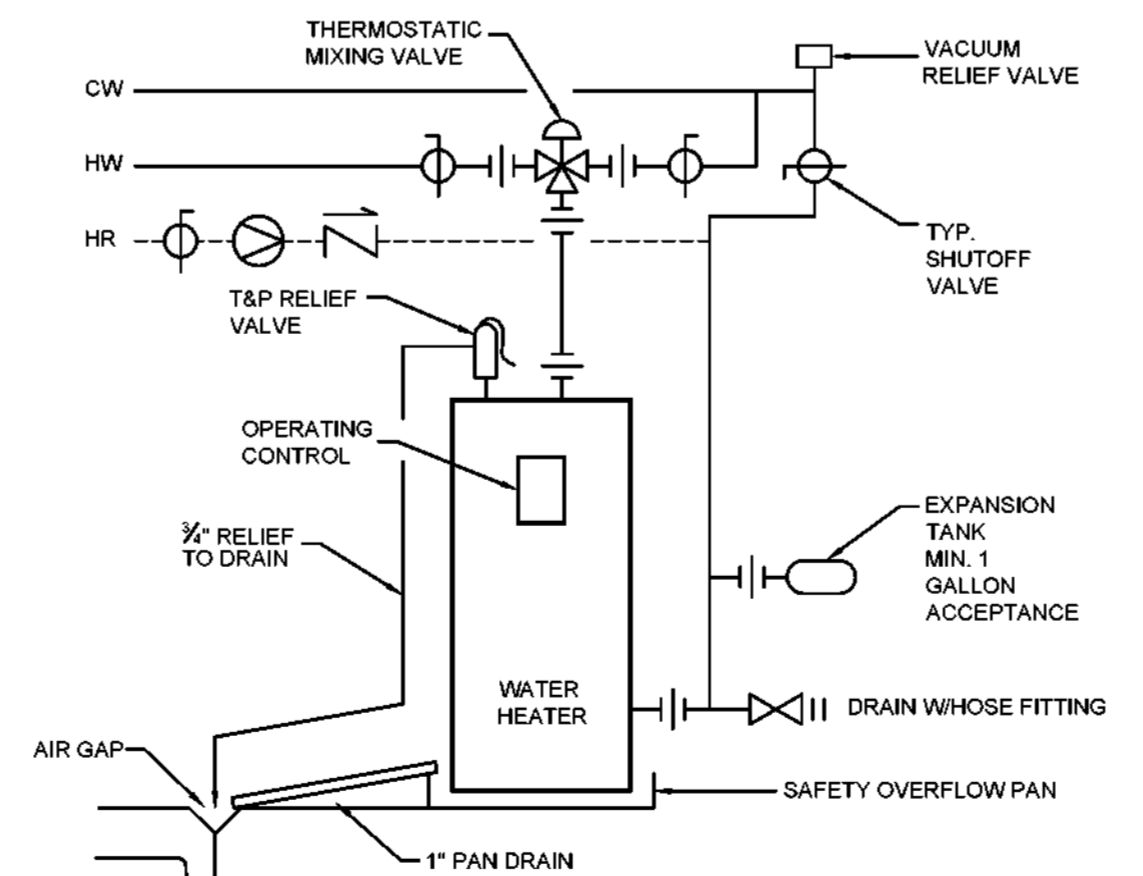 THERMOSTATIC
MIXING VALVE
VACUUM
RELIEF VALVE
CW
HW
HR
TYP.
SHUTOFF
VALVE
T&P RELIEF
VALVE
OPERATING
CONTROL
¾" RELIEF
TO DRAIN
EXPANSION
TANK
MIN. 1
GALLON
ACCEPTANCE
WATER
HEATER
DRAIN W/HOSE FITTING
AIR GAP
SAFETY OVERFLOW PAN
1" PAN DRAIN